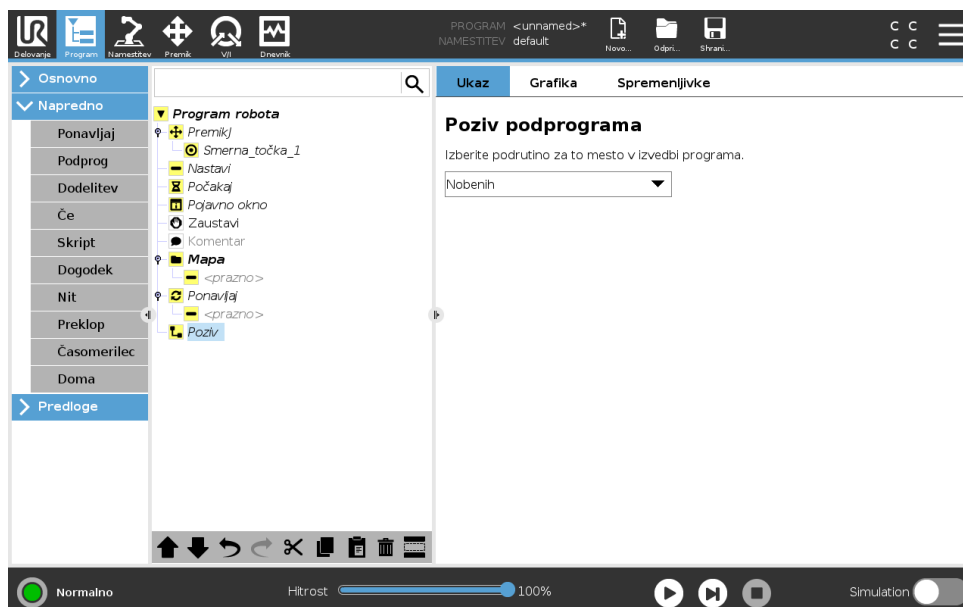 PROGRAM <unnamed>*
NAMESTITEV default
Delovanje
Program
Namestitev
Premik
V/I
Dnevnik
Novo...
Odpri...
Shrani...
C C
C C
Osnovno
Napredno
Ponavljaj
Podprog
Dodelitev
Če
Skript
Dogodek
Nit
Preklop
Časomerilec
Doma
Predloge
Program robota
PremikJ
Smerna_točka_1
Nastavi
Počakaj
Pojavno okno
Zaustavi
Komentar
Mapa
<prazno>
Ponavljaj
<prazno>
Poziv
Ukaz
Grafika
Spremenljivke
Poziv podprograma
Izberite podrutino za to mesto v izvedbi programa.
Nobenih
Normalno
Hitrost
100%
Simulation